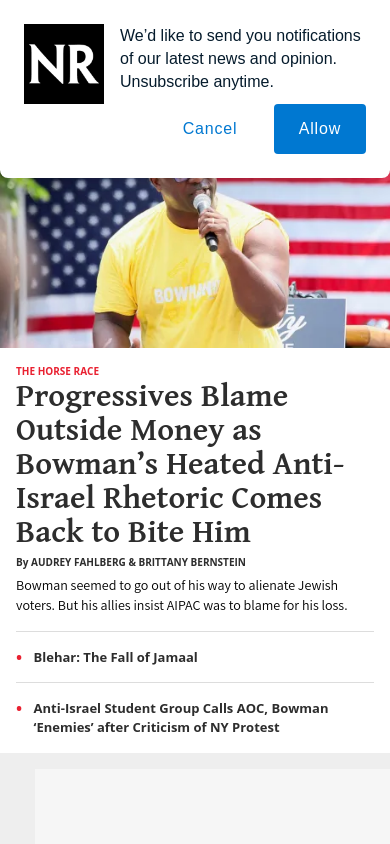 NR
We’d like to send you notifications
of our latest news and opinion.
Unsubscribe anytime.
Cancel
Allow
BOWMAN
THE HORSE RACE
Progressives Blame
Outside Money as
Bowman’s Heated Anti-
Israel Rhetoric Comes
Back to Bite Him
By AUDREY FAHLBERG & BRITTANY BERNSTEIN
Bowman seemed to go out of his way to alienate Jewish
voters. But his allies insist AIPAC was to blame for his loss.
• Blehar: The Fall of Jamaal
• Anti-Israel Student Group Calls AOC, Bowman
‘Enemies’ after Criticism of NY Protest